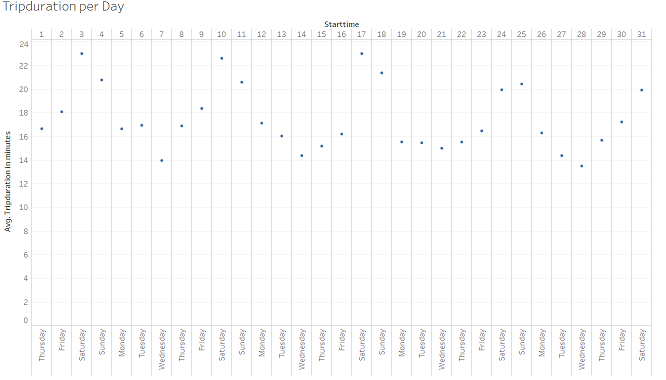 Tripduration per Day
Starttime
1 2 3 4 5 6 7 8 9 10 11 12 13 14 15 16 17 18 19 20 21 22 23 24 25 26 27 28 29 30 31
24
22
20
18
16
14
12
10
8
6
4
2
0
Avg. Tripduration in minutes
Thursday Friday Saturday Sunday Monday Tuesday Wednesday Thursday Friday Saturday Sunday Monday Tuesday Wednesday Thursday Friday Saturday Sunday Monday Tuesday Wednesday Thursday Friday Saturday Sunday Monday Tuesday Wednesday Thursday Friday Saturday